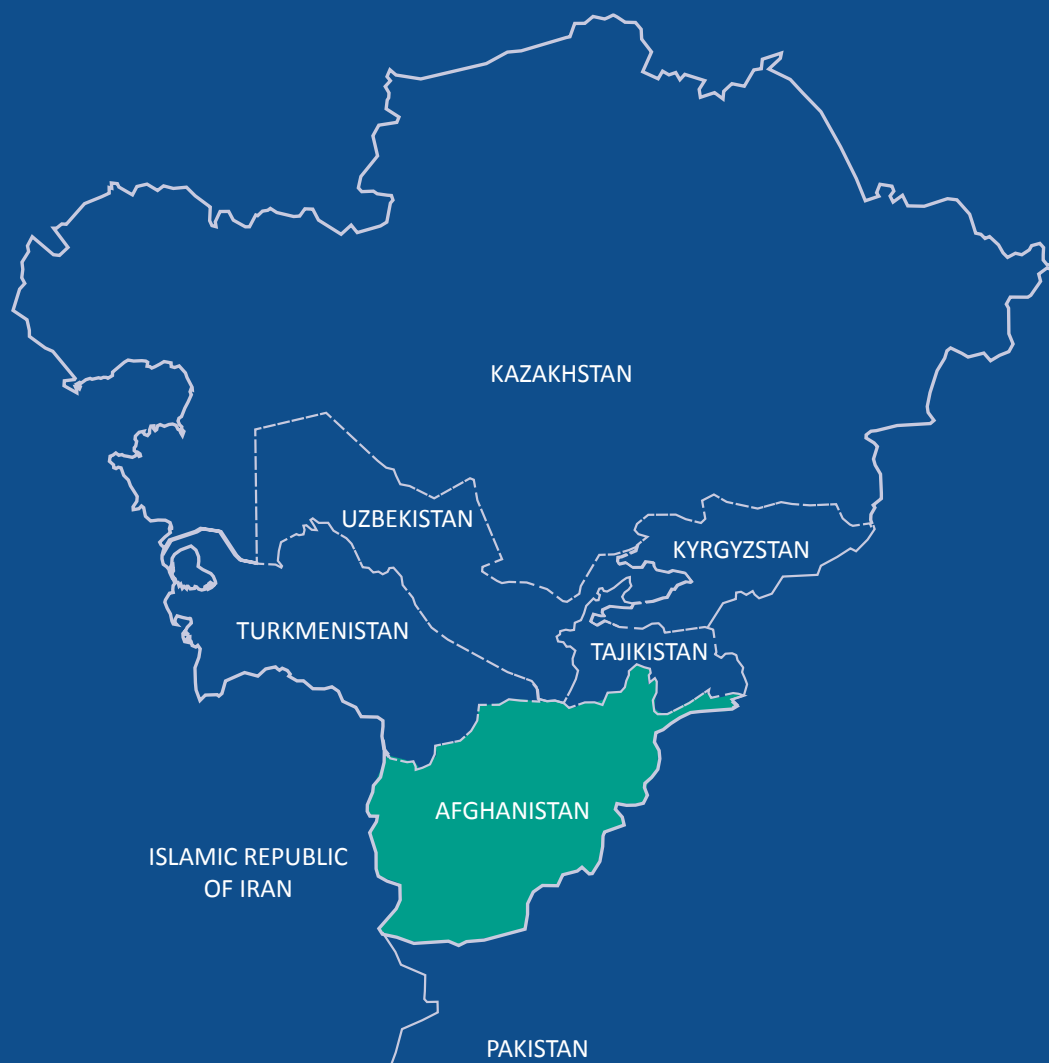 KAZAKHSTAN
UZBEKISTAN
KYRGYZSTAN
TURKMENISTAN
TAJIKISTAN
AFGHANISTAN
ISLAMIC REPUBLIC
OF IRAN
PAKISTAN